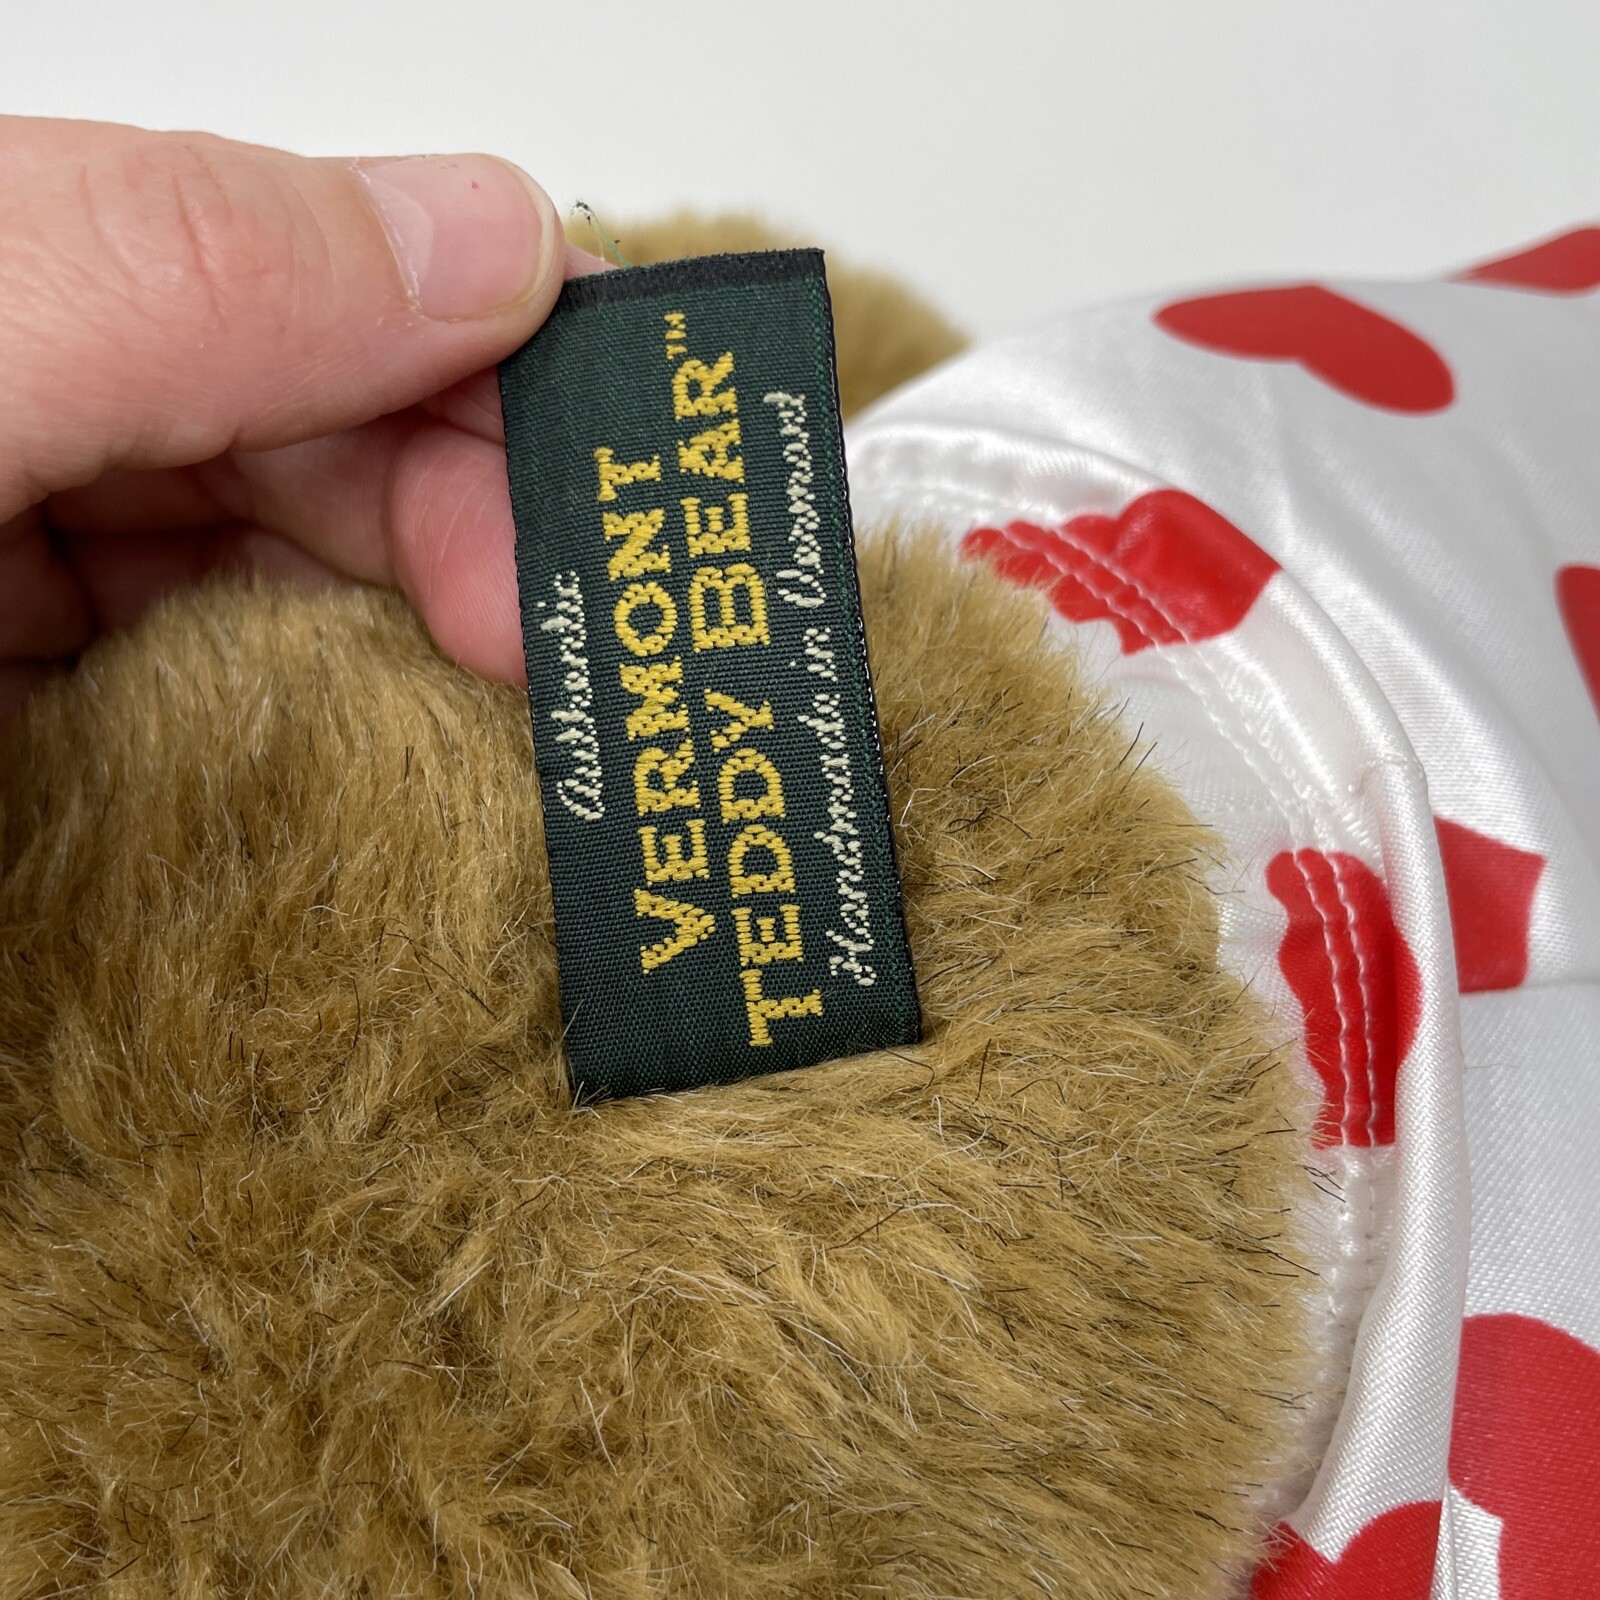 Authentic
VERMONT
TEDDY BEAR™
Handmade in Vermont